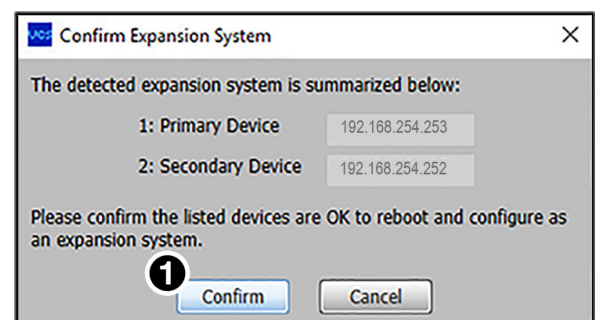 VCS Confirm Expansion System
The detected expansion system is summarized below:
1: Primary Device 192.168.254.253
2: Secondary Device 192.168.254.252
Please confirm the listed devices are OK to reboot and configure as
an expansion system.
1
Confirm Cancel